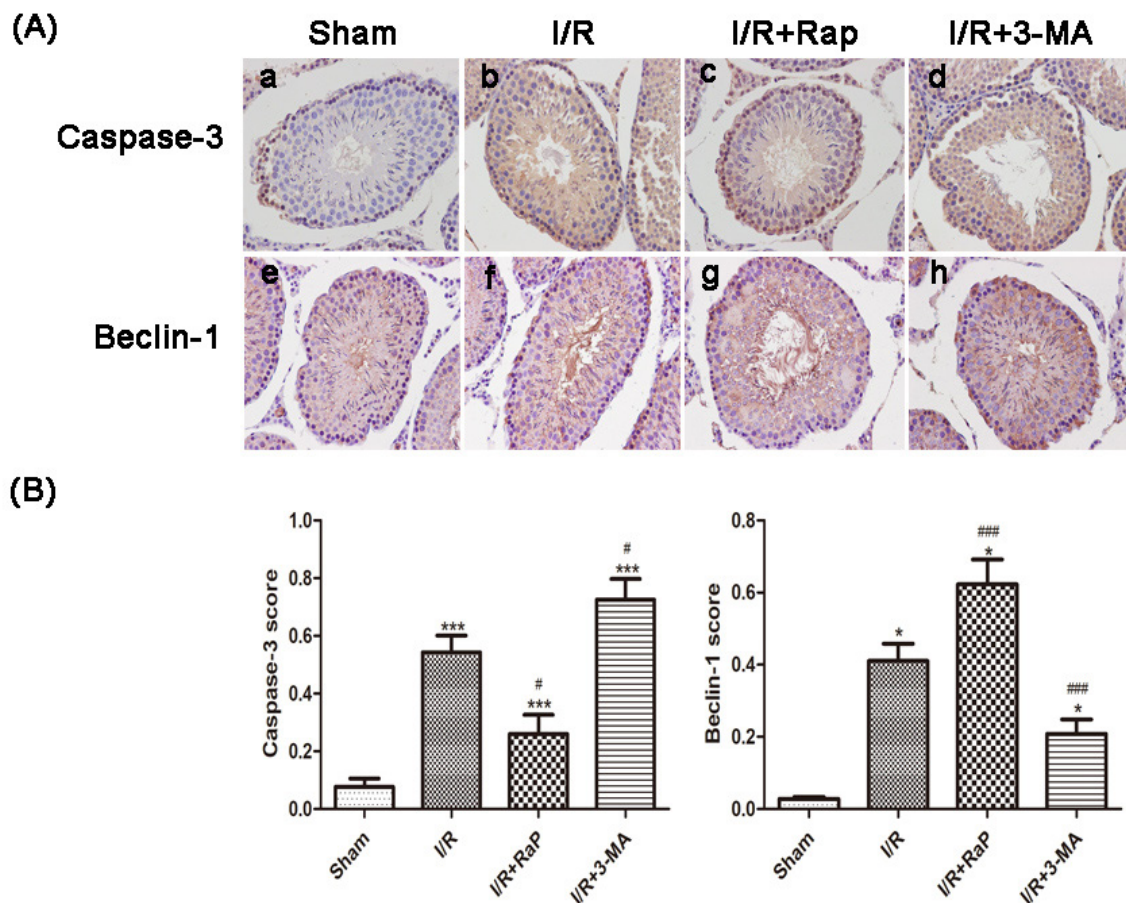 (A)
Sham I/R I/R+Rap I/R+3-MA
a b c d
Caspase-3
e f g h
Beclin-1
(B)
1.0
0.8
0.6
0.4
0.2
0.0
Caspase-3 score
***
#
***
#
***
Sham I/R I/R+RaP I/R+3-MA
0.8
0.6
0.4
0.2
0.0
Beclin-1 score
*
###
*
###
*
Sham I/R I/R+RaP I/R+3-MA